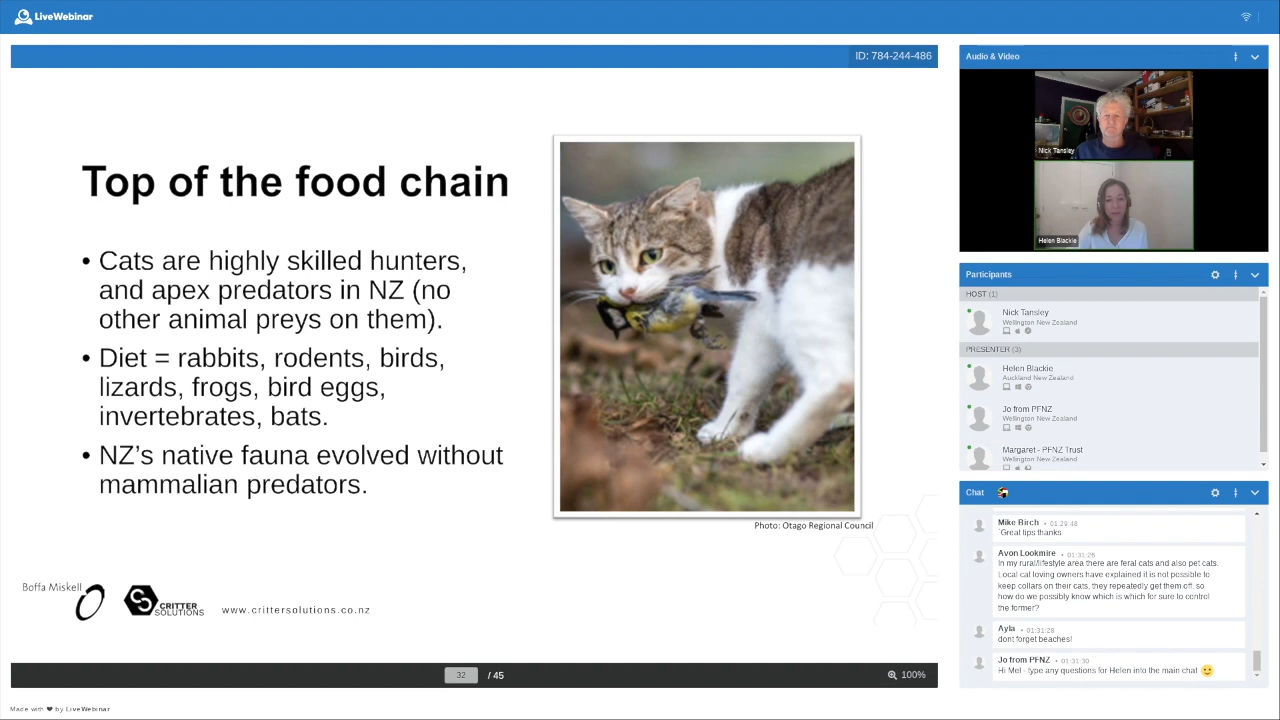 LiveWebinar
ID: 784-244-486
Top of the food chain
• Cats are highly skilled hunters,
and apex predators in NZ (no
other animal preys on them).
• Diet = rabbits, rodents, birds,
lizards, frogs, bird eggs,
invertebrates, bats.
• NZ’s native fauna evolved without
mammalian predators.
Photo: Otago Regional Council
Boffa Miskell
CRITTER
SOLUTIONS
www.crittersolutions.co.nz
32 / 45
100%
Made with ❤ by LiveWebinar
Audio & Video
Nick Tansley
Helen Blackie
Participants
HOST (1)
Nick Tansley
Wellington New Zealand
PRESENTER (3)
Helen Blackie
Auckland New Zealand
Jo from PFNZ
Wellington New Zealand
Margaret - PFNZ Trust
Wellington New Zealand
Chat
Mike Birch • 01:29:48
`Great tips thanks
Avon Lookmire • 01:31:26
In my rural/lifestyle area there are feral cats and also pet cats.
Local cat loving owners have explained it is not possible to
keep collars on their cats, they repeatedly get them off. so
how do we possibly know which is which for sure to control
the former?
Ayla • 01:31:28
dont forget beaches!
Jo from PFNZ • 01:31:30
Hi Mel - type any questions for Helen into the main chat 🙂